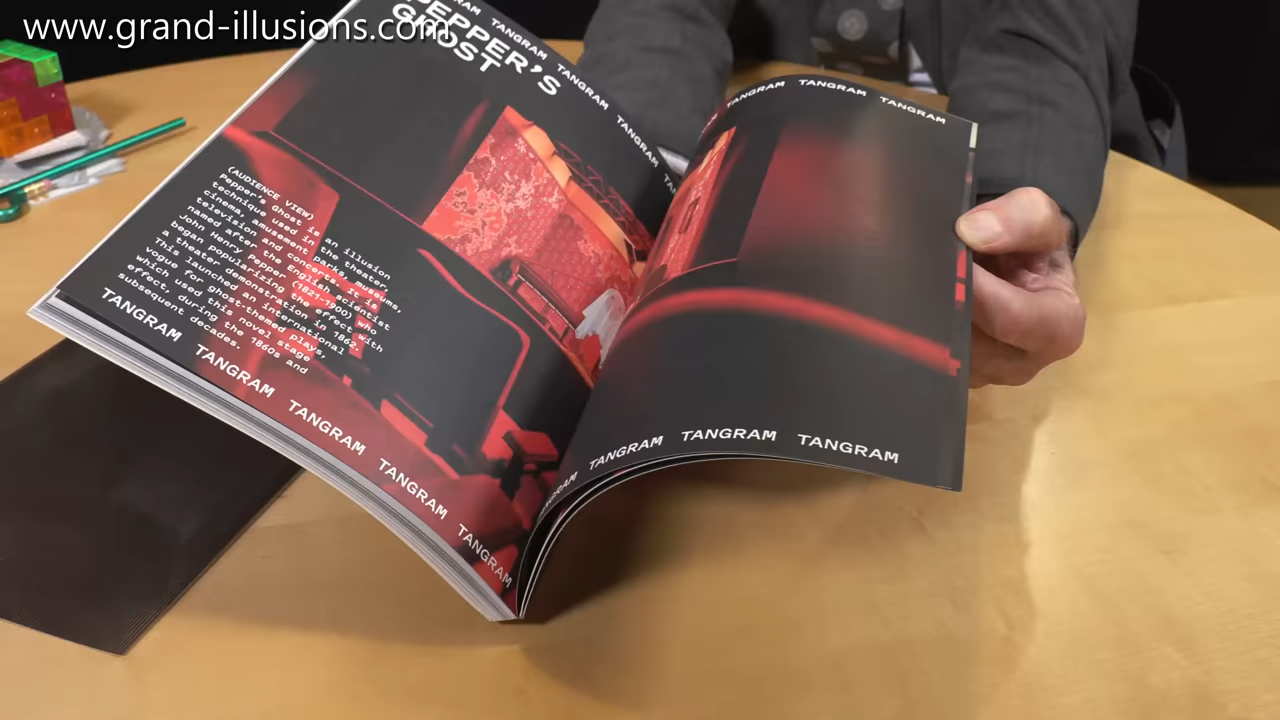 www.grand-illusions.com
TANGRAM TANGRAM TANGRAM
PEPPER'S
GHOST
(AUDIENCE VIEW)
Pepper's Ghost is an illusion
technique used in the theater,
cinema, amusement parks, museums,
television and concerts. It is
named after the English scientist
John Henry Pepper (1821-1900) who
began popularizing the effect with
a theater demonstration in 1862.
This launched an international
vogue for ghost-themed plays,
which used this novel stage
effect, during the 1860s and
subsequent decades.
TANGRAM TANGRAM TANGRAM TANGRAM TANGRAM
TANGRAM TANGRAM TANGRAM
TANGRAM TANGRAM TANGRAM